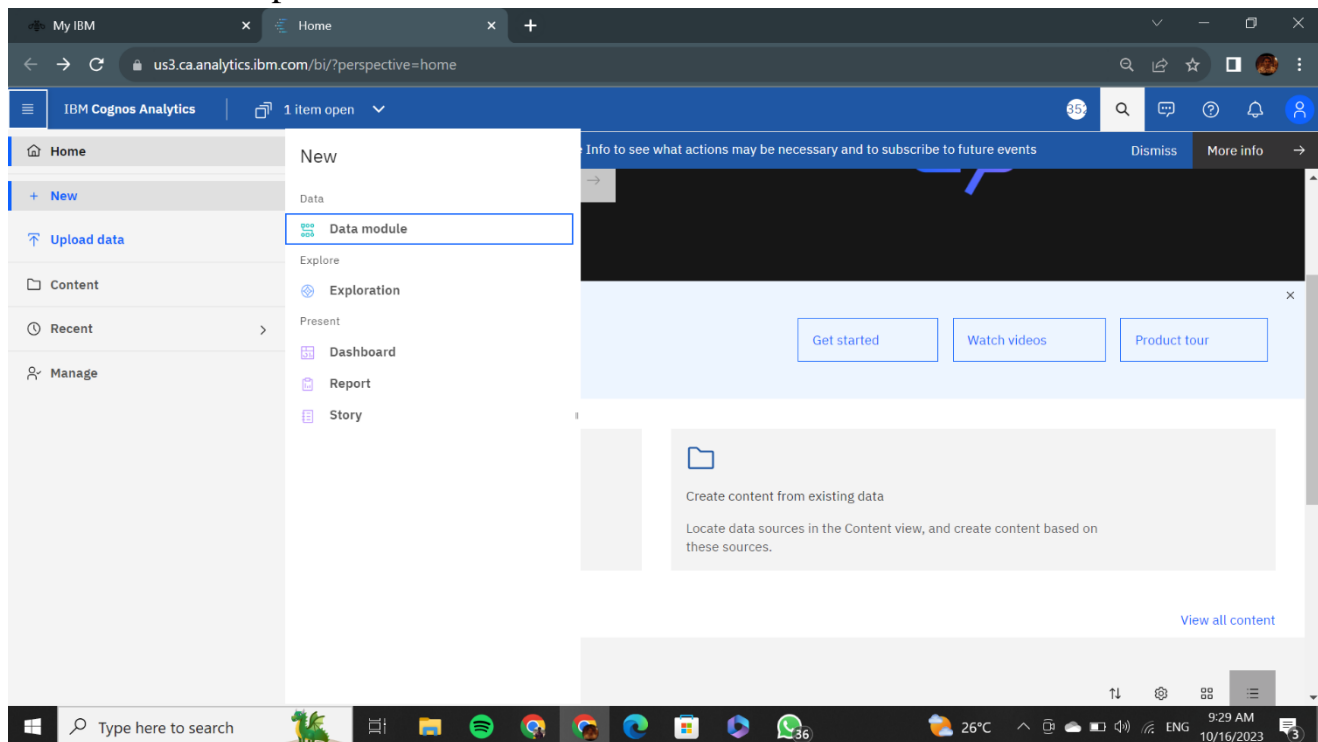 My IBM
Home
us3.ca.analytics.ibm.com/bi/?perspective=home
IBM Cognos Analytics
1 item open
Home
New
Upload data
Content
Recent
Manage
New
Data
Data module
Explore
Exploration
Present
Dashboard
Report
Story
Info to see what actions may be necessary and to subscribe to future events
Dismiss
More info
Get started
Watch videos
Product tour
Create content from existing data
Locate data sources in the Content view, and create content based on
these sources.
View all content
Type here to search
36
26°C
ENG
9:29 AM
10/16/2023
3